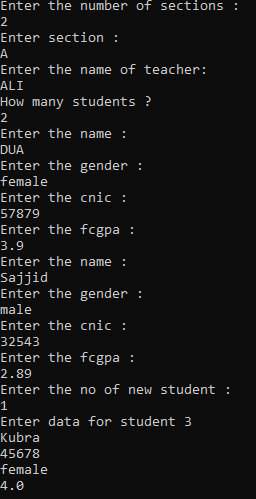 Enter the number of sections :
2
Enter section :
A
Enter the name of teacher:
ALI
How many students ?
2
Enter the name :
DUA
Enter the gender :
female
Enter the cnic :
57879
Enter the fcgpa :
3.9
Enter the name :
Sajjid
Enter the gender :
male
Enter the cnic :
32543
Enter the fcgpa :
2.89
Enter the no of new student :
1
Enter data for student 3
Kubra
45678
female
4.0